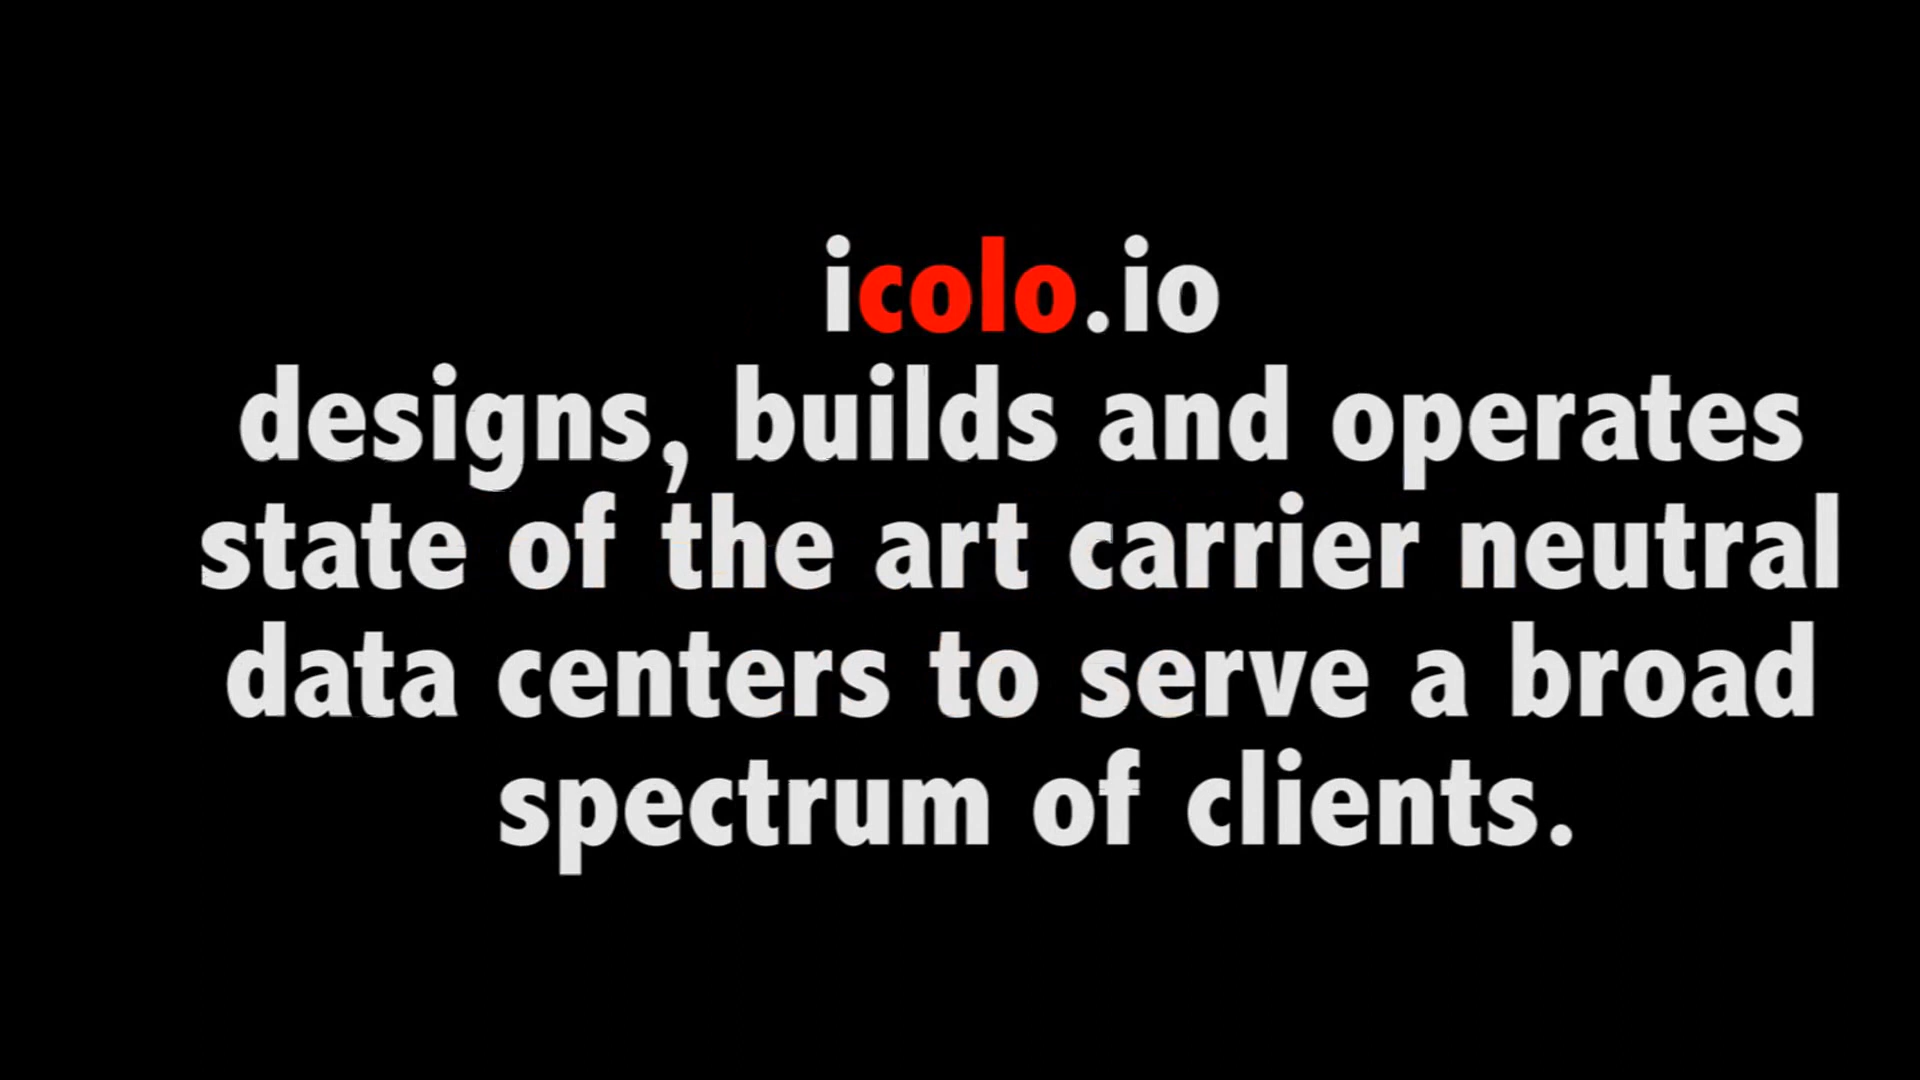 icolo.io
designs, builds and operates
state of the art carrier neutral
data centers to serve a broad
spectrum of clients.